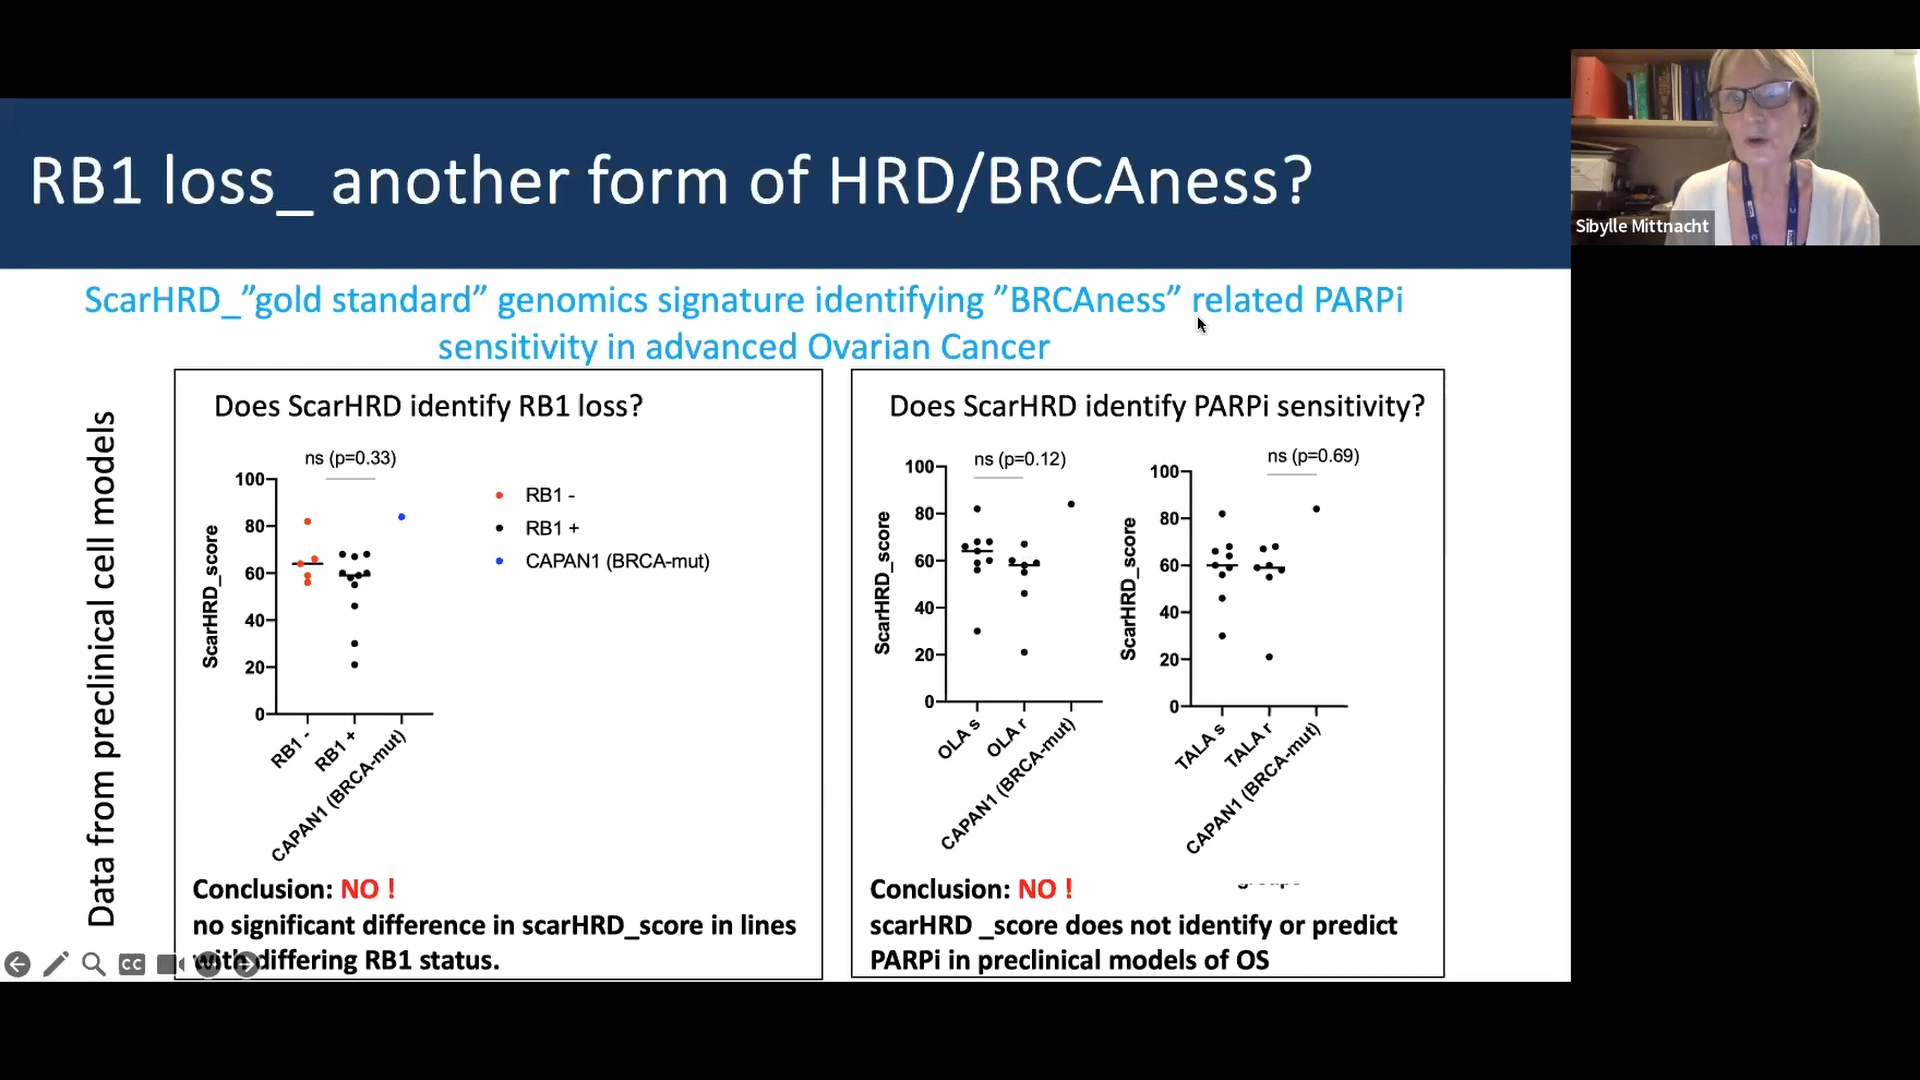 RB1 loss_ another form of HRD/BRCAness?
Sibylle Mittnacht
ScarHRD_”gold standard” genomics signature identifying ”BRCAness” related PARPi
sensitivity in advanced Ovarian Cancer
Data from preclinical cell models
Does ScarHRD identify RB1 loss?
ns (p=0.33)
100
80
60
40
20
0
ScarHRD_score
RB1 -
RB1 +
CAPAN1 (BRCA-mut)
RB1 -
RB1 +
CAPAN1 (BRCA-mut)
Conclusion: NO !
no significant difference in scarHRD_score in lines
with differing RB1 status.
Does ScarHRD identify PARPi sensitivity?
ns (p=0.12)
100
80
60
40
20
0
ScarHRD_score
OLA s
OLA r
CAPAN1 (BRCA-mut)
ns (p=0.69)
100
80
60
40
20
0
ScarHRD_score
TALA s
TALA r
CAPAN1 (BRCA-mut)
Conclusion: NO !
scarHRD _score does not identify or predict
PARPi in preclinical models of OS
CC